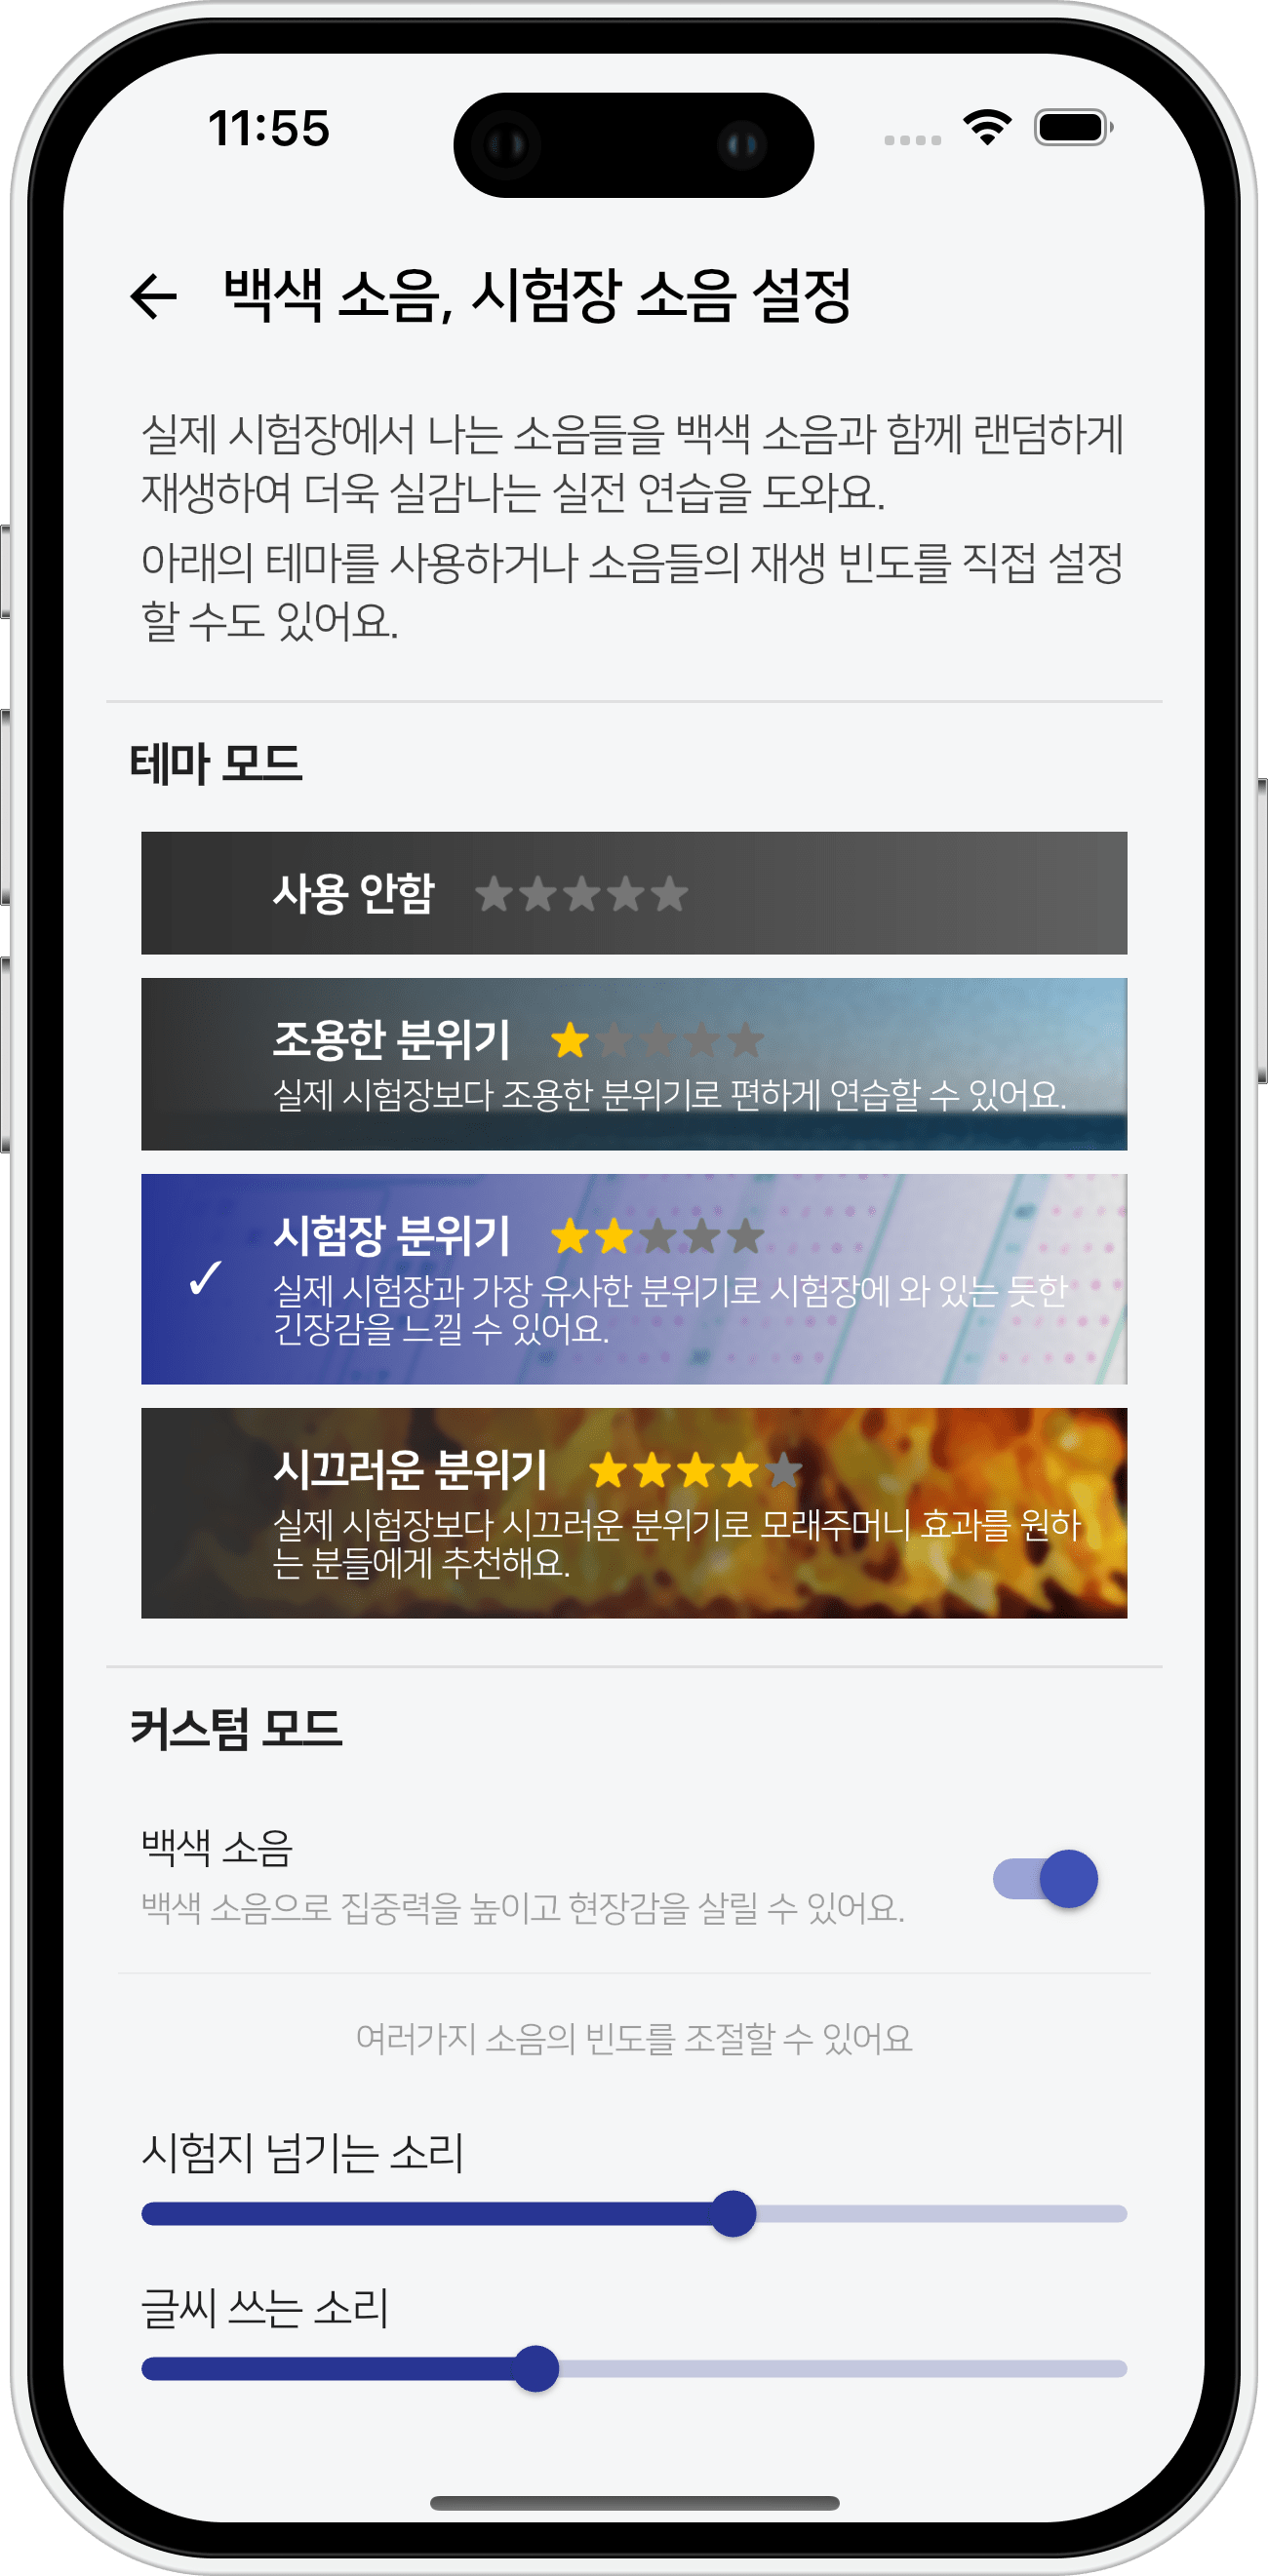 11:55
백색 소음, 시험장 소음 설정
실제 시험장에서 나는 소음들을 백색 소음과 함께 랜덤하게
재생하여 더욱 실감나는 실전 연습을 도와요.
아래의 테마를 사용하거나 소음들의 재생 빈도를 직접 설정
할 수도 있어요.
테마 모드
사용 안함
조용한 분위기
실제 시험장보다 조용한 분위기로 편하게 연습할 수 있어요.
시험장 분위기
실제 시험장과 가장 유사한 분위기로 시험장에 와 있는 듯한
긴장감을 느낄 수 있어요.
시끄러운 분위기
실제 시험장보다 시끄러운 분위기로 모래주머니 효과를 원하
는 분들에게 추천해요.
커스텀 모드
백색 소음
백색 소음으로 집중력을 높이고 현장감을 살릴 수 있어요.
여러가지 소음의 빈도를 조절할 수 있어요
시험지 넘기는 소리
글씨 쓰는 소리